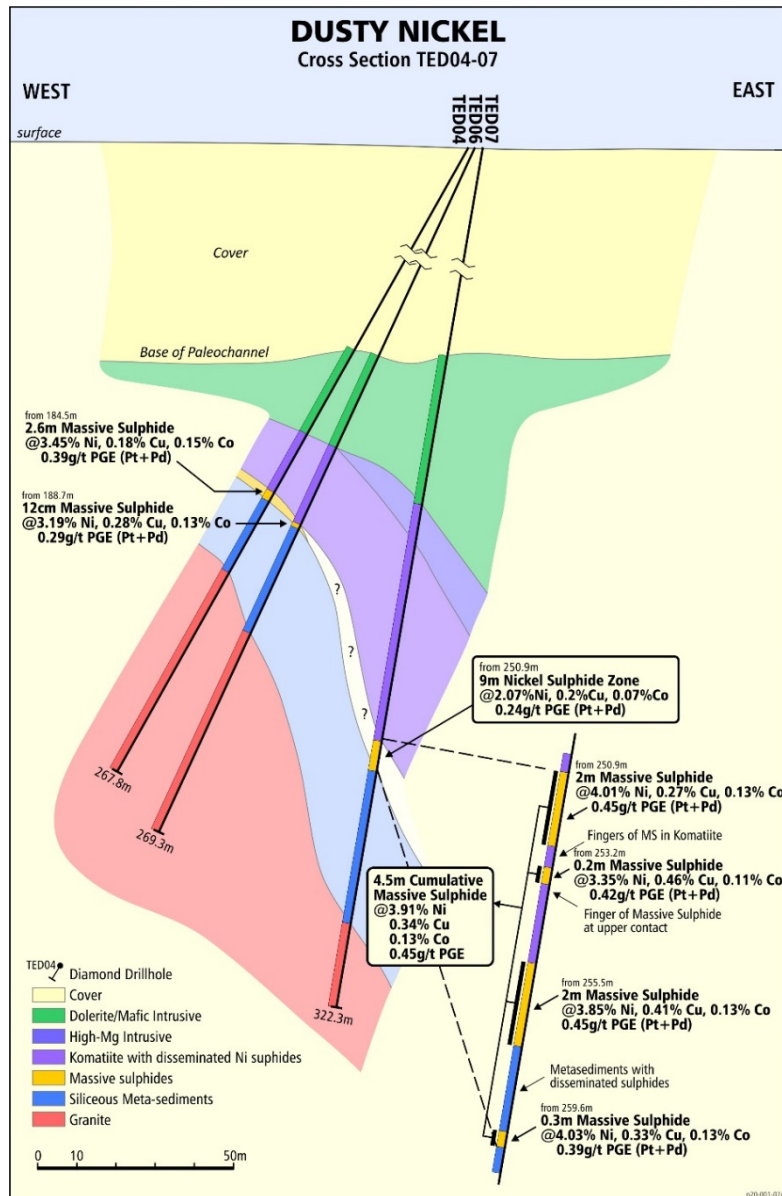 DUSTY NICKEL
Cross Section TED04-07
WEST
EAST
TED04
TED06
TED07
surface
Cover
Base of Paleochannel
from 184.5m
2.6m Massive Sulphide
@3.45% Ni, 0.18% Cu, 0.15% Co
0.39g/t PGE (Pt+Pd)
from 188.7m
12cm Massive Sulphide
@3.19% Ni, 0.28% Cu, 0.13% Co
0.29g/t PGE (Pt+Pd)
?
?
?
from 250.9m
9m Nickel Sulphide Zone
@2.07%Ni, 0.2%Cu, 0.07%Co
0.24g/t PGE (Pt+Pd)
267.8m
269.3m
322.3m
from 250.9m
2m Massive Sulphide
@4.01% Ni, 0.27% Cu, 0.13% Co
0.45g/t PGE (Pt+Pd)
Fingers of MS in Komatiite
from 253.2m
0.2m Massive Sulphide
@3.35% Ni, 0.46% Cu, 0.11% Co
0.42g/t PGE (Pt+Pd)
Finger of Massive Sulphide
at upper contact
4.5m Cumulative
Massive Sulphide
@3.91% Ni
0.34% Cu
0.13% Co
0.45g/t PGE
from 255.5m
2m Massive Sulphide
@3.85% Ni, 0.41% Cu, 0.13% Co
0.45g/t PGE (Pt+Pd)
Metasediments with
disseminated sulphides
from 259.6m
0.3m Massive Sulphide
@4.03% Ni, 0.33% Cu, 0.13% Co
0.39g/t PGE (Pt+Pd)
TED04
Diamond Drillhole
Cover
Dolerite/Mafic Intrusive
High-Mg Intrusive
Komatiite with disseminated Ni suphides
Massive sulphides
Siliceous Meta-sediments
Granite
0 10 50m